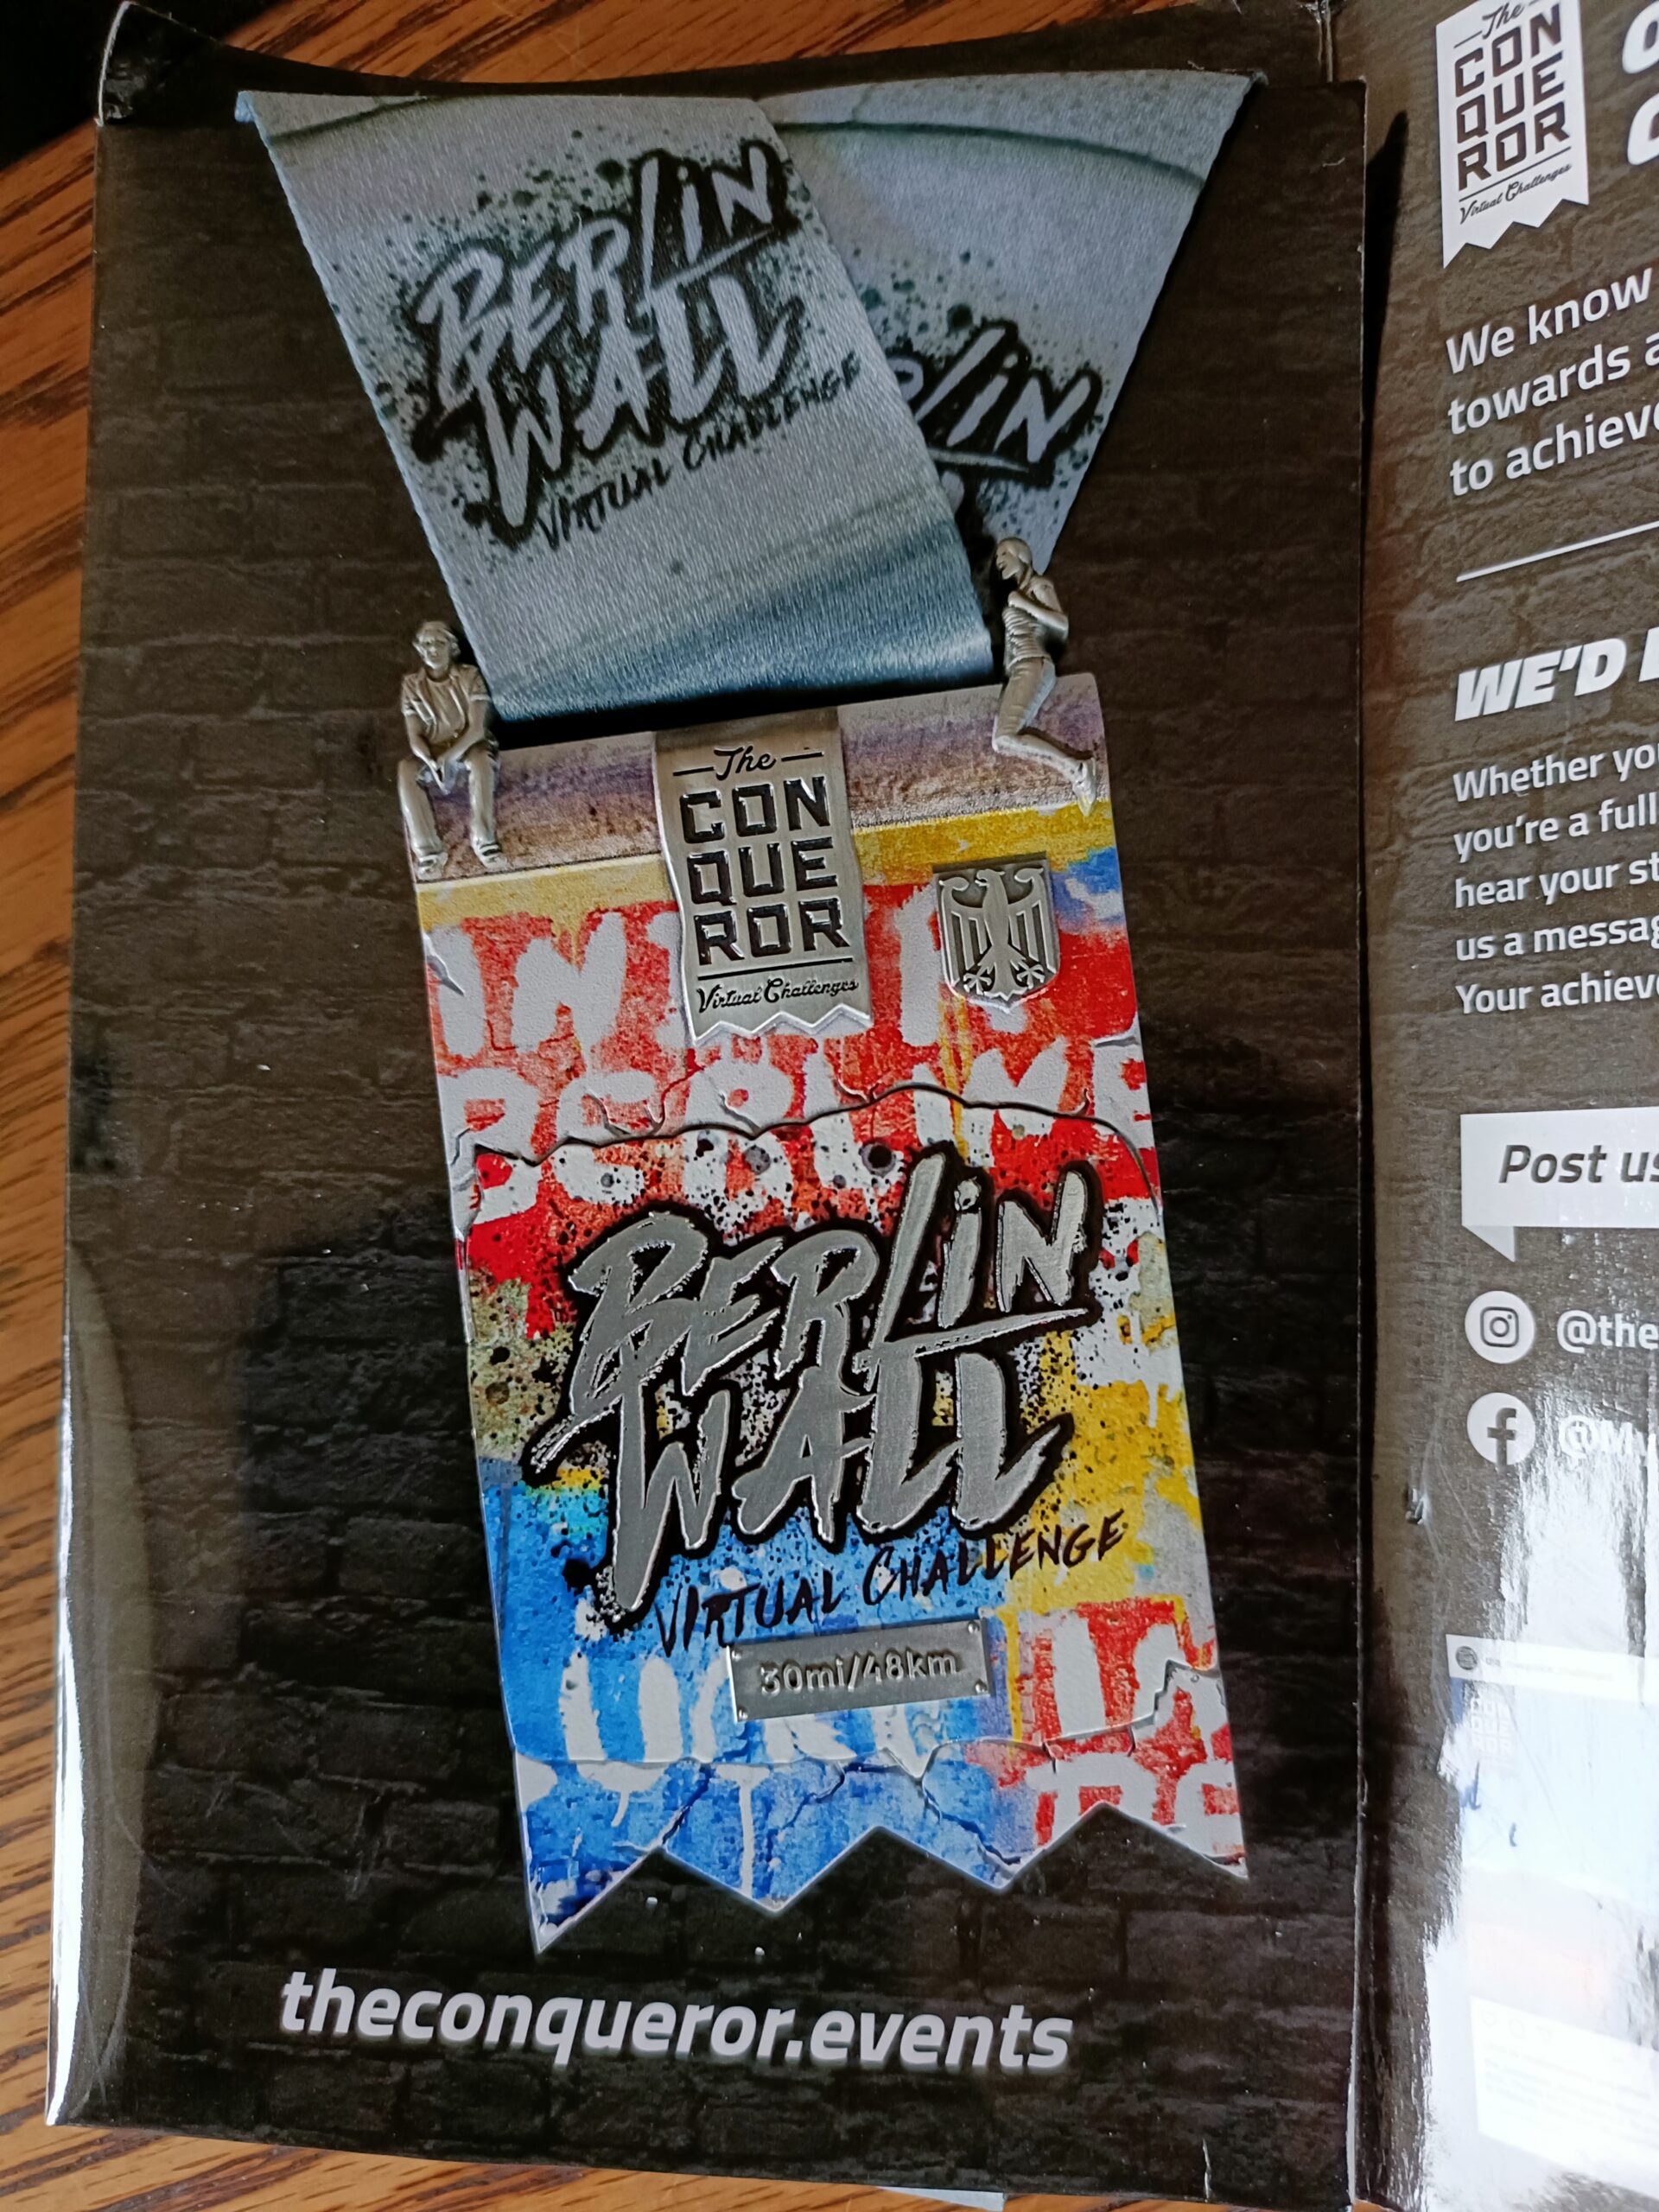 BERLIN
WALL
VIRTUAL CHALLENGE
RLIN
The
CON
QUE
ROR
Virtual Challenges
BERLIN
WALL
VIRTUAL CHALLENGE
30mi/48km
theconqueror.events
The
CON
QUE
ROR
Virtual Challenges
We know
towards a
to achieve
WE'D
Whether yo
you're a full
hear your st
us a messag
Your achieve
Post us
@the
@My